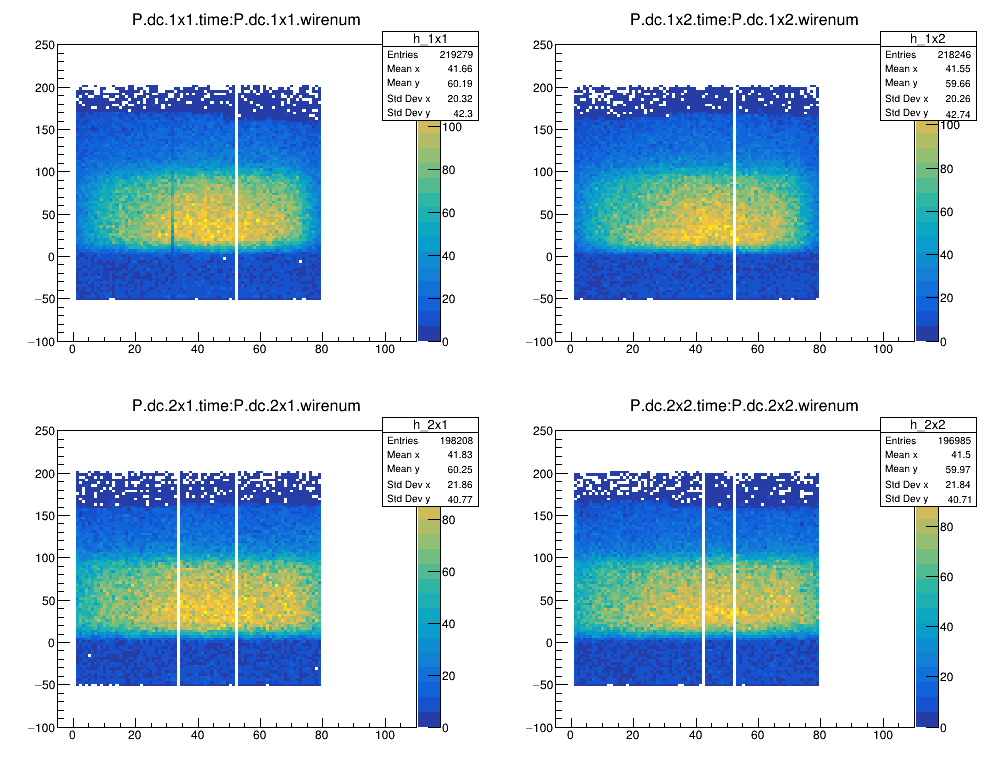 P.dc.1x1.time:P.dc.1x1.wirenum
h_1x1
Entries 219279
Mean x 41.66
Mean y 60.19
Std Dev x 20.32
Std Dev y 42.3
250
200
150
100
50
0
−50
−100
0 20 40 60 80 100
100
80
60
40
20
0
P.dc.1x2.time:P.dc.1x2.wirenum
h_1x2
Entries 218246
Mean x 41.55
Mean y 59.66
Std Dev x 20.26
Std Dev y 42.74
250
200
150
100
50
0
−50
−100
0 20 40 60 80 100
100
80
60
40
20
0
P.dc.2x1.time:P.dc.2x1.wirenum
h_2x1
Entries 198208
Mean x 41.83
Mean y 60.25
Std Dev x 21.86
Std Dev y 40.77
250
200
150
100
50
0
−50
−100
0 20 40 60 80 100
80
60
40
20
0
P.dc.2x2.time:P.dc.2x2.wirenum
h_2x2
Entries 196985
Mean x 41.5
Mean y 59.97
Std Dev x 21.84
Std Dev y 40.71
250
200
150
100
50
0
−50
−100
0 20 40 60 80 100
80
60
40
20
0